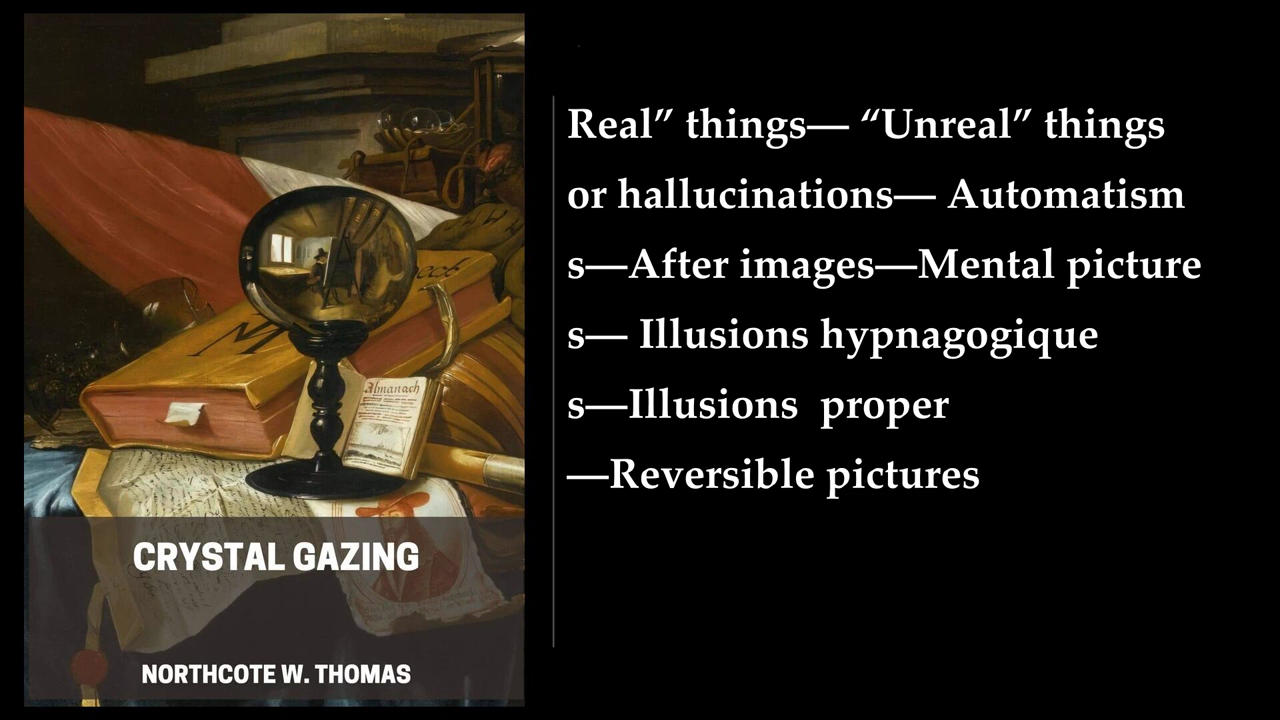 Real” things— “Unreal” things
or hallucinations— Automatism
s—After images—Mental picture
s— Illusions hypnagogique
s—Illusions  proper
—Reversible pictures
M
Almanach
CRYSTAL GAZING
NORTHCOTE W. THOMAS